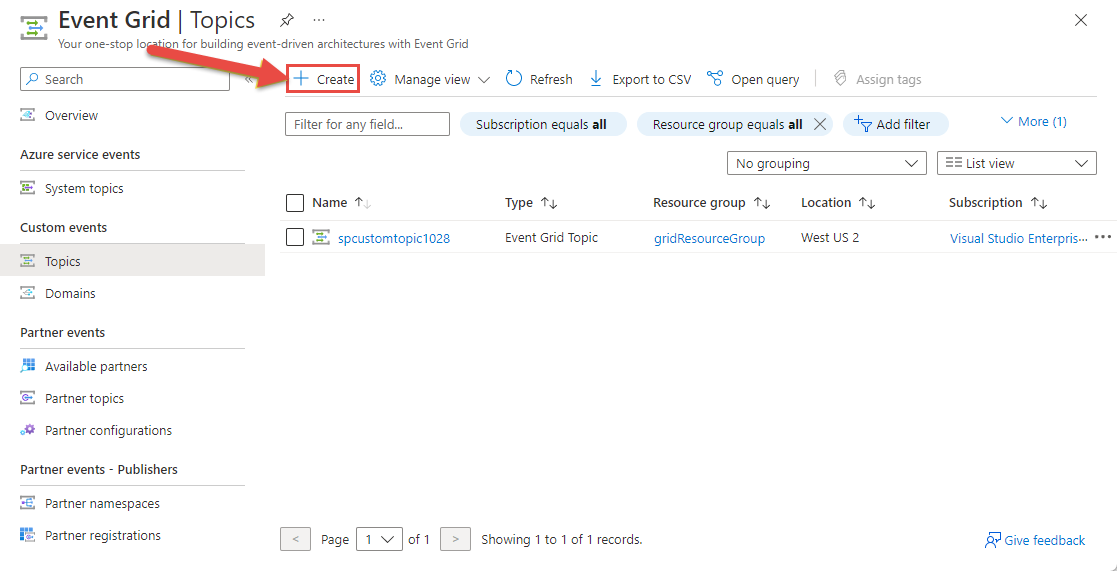 Event Grid | Topics
Your one-stop location for building event-driven architectures with Event Grid
Search
Create
Manage view
Refresh
Export to CSV
Open query
Assign tags
Overview
Azure service events
System topics
Custom events
Topics
Domains
Partner events
Available partners
Partner topics
Partner configurations
Partner events - Publishers
Partner namespaces
Partner registrations
Filter for any field...
Subscription equals all
Resource group equals all
Add filter
More (1)
No grouping
List view
Name Type Resource group Location Subscription
spcustomtopic1028 Event Grid Topic gridResourceGroup West US 2 Visual Studio Enterpris...
< Page 1 of 1 > Showing 1 to 1 of 1 records.
Give feedback